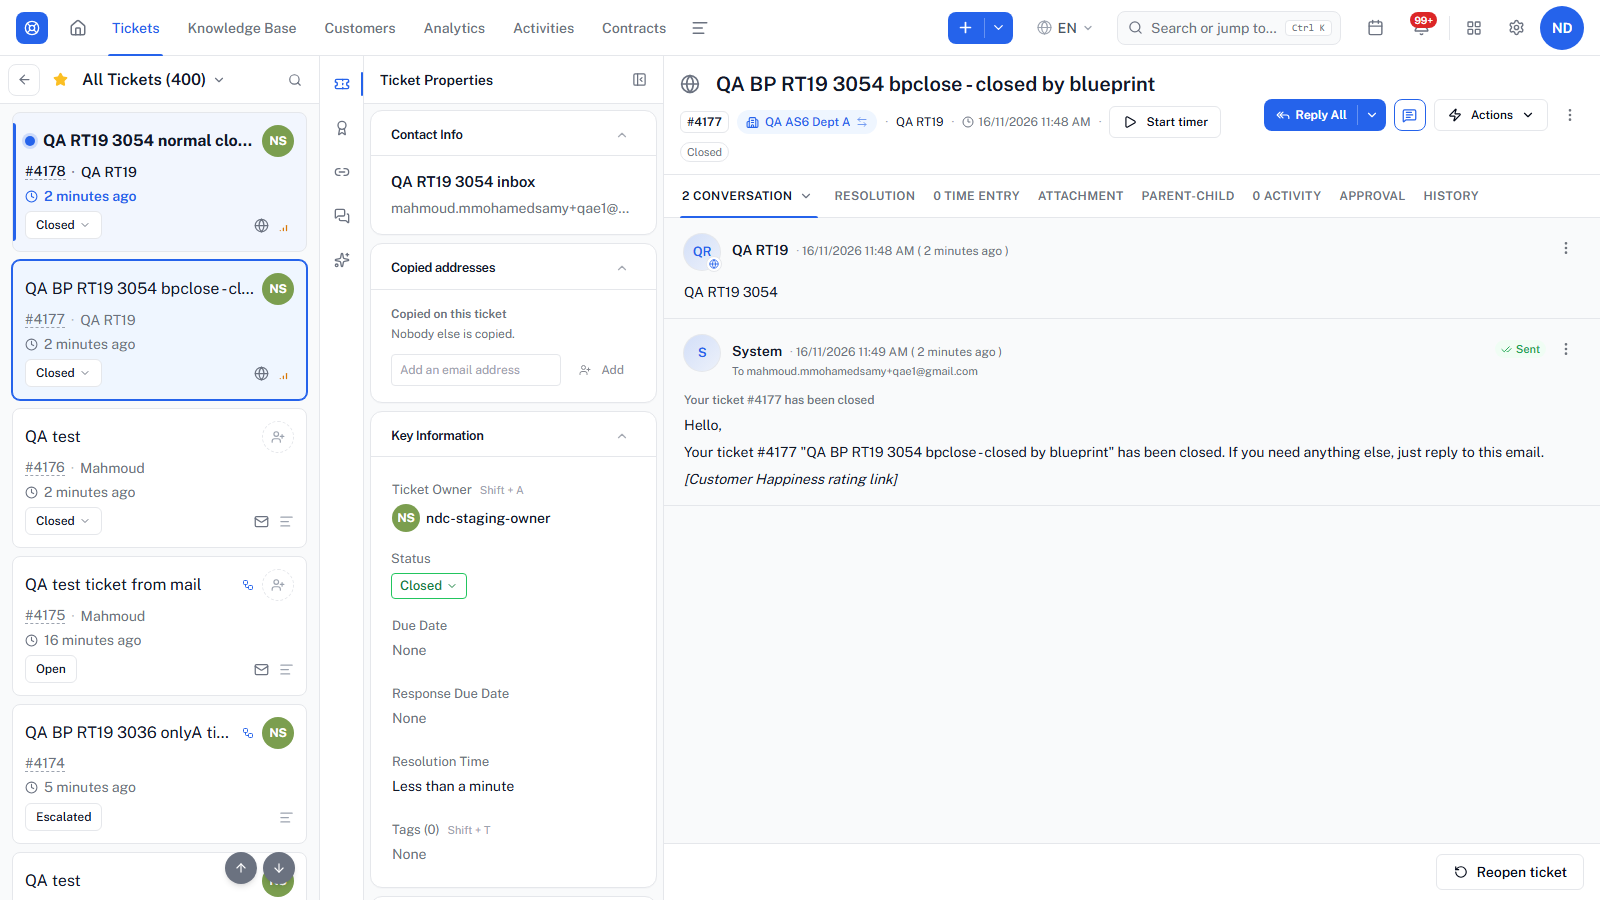 Tickets
Knowledge Base
Customers
Analytics
Activities
Contracts
EN
Search or jump to...
Ctrl K
99+
ND
All Tickets (400)
QA RT19 3054 normal clo...
NS
#4178 · QA RT19
2 minutes ago
Closed
QA BP RT19 3054 bpclose - cl...
NS
#4177 · QA RT19
2 minutes ago
Closed
QA test
#4176 · Mahmoud
2 minutes ago
Closed
QA test ticket from mail
#4175 · Mahmoud
16 minutes ago
Open
QA BP RT19 3036 onlyA ti...
NS
#4174
5 minutes ago
Escalated
QA test
Ticket Properties
Contact Info
QA RT19 3054 inbox
mahmoud.mmohamedsamy+qae1@...
Copied addresses
Copied on this ticket
Nobody else is copied.
Add an email address
Add
Key Information
Ticket Owner Shift + A
NS ndc-staging-owner
Status
Closed
Due Date
None
Response Due Date
None
Resolution Time
Less than a minute
Tags (0) Shift + T
None
QA BP RT19 3054 bpclose - closed by blueprint
#4177 QA AS6 Dept A · QA RT19 · 16/11/2026 11:48 AM · Start timer
Closed
Reply All
Actions
2 CONVERSATION
RESOLUTION
0 TIME ENTRY
ATTACHMENT
PARENT-CHILD
0 ACTIVITY
APPROVAL
HISTORY
QR
QA RT19 · 16/11/2026 11:48 AM ( 2 minutes ago )
QA RT19 3054
S
System · 16/11/2026 11:49 AM ( 2 minutes ago )
Sent
To mahmoud.mmohamedsamy+qae1@gmail.com
Your ticket #4177 has been closed
Hello,
Your ticket #4177 "QA BP RT19 3054 bpclose - closed by blueprint" has been closed. If you need anything else, just reply to this email.
[Customer Happiness rating link]
Reopen ticket